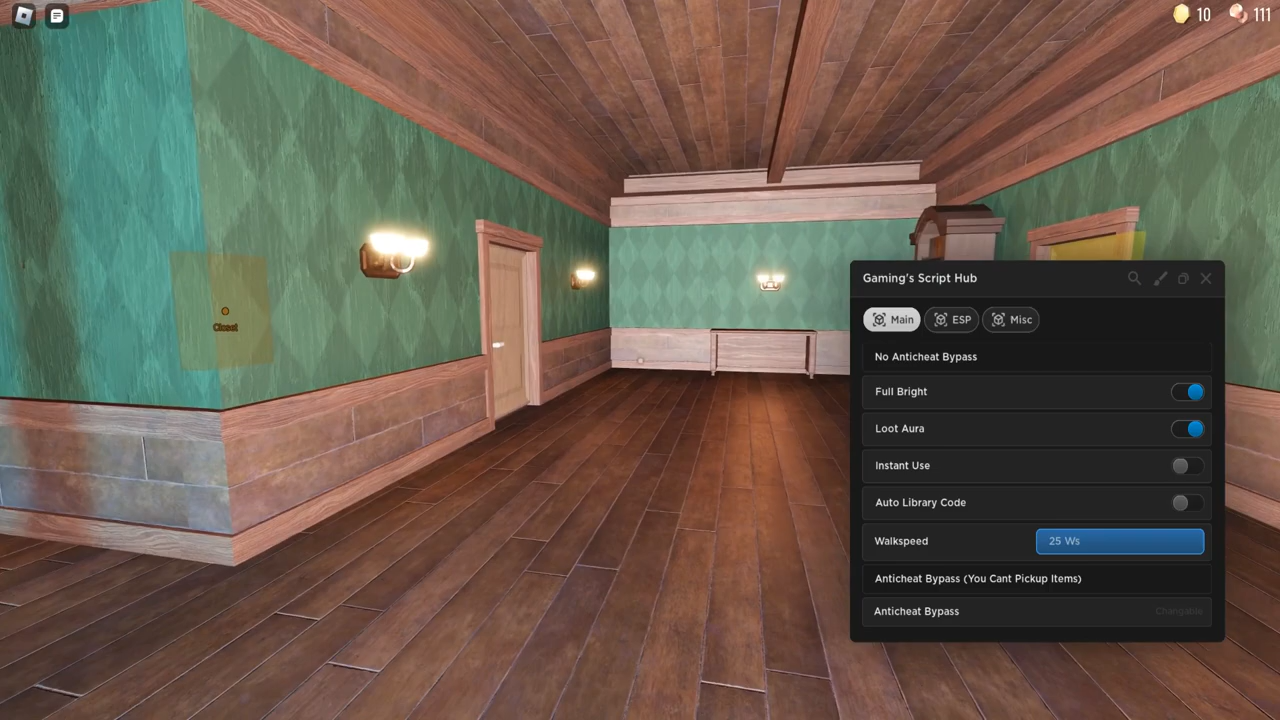 10
111
Closet
Gaming's Script Hub
Main
ESP
Misc
No Anticheat Bypass
Full Bright
Loot Aura
Instant Use
Auto Library Code
Walkspeed
25 Ws
Anticheat Bypass (You Cant Pickup Items)
Anticheat Bypass
Changable